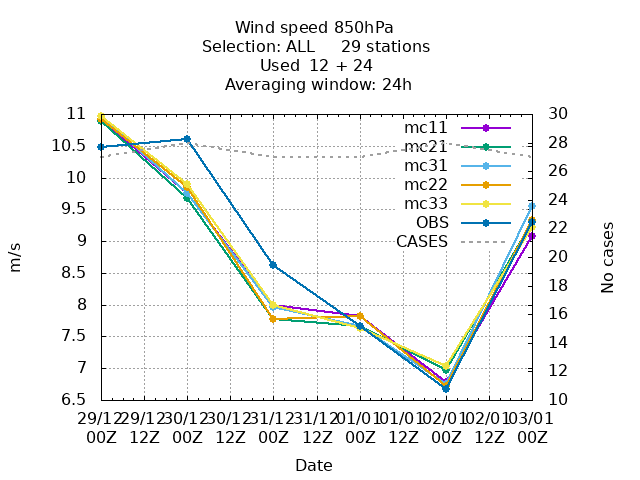 Wind speed 850hPa
Selection: ALL 29 stations
Used 12 + 24
Averaging window: 24h
m/s
11
10.5
10
9.5
9
8.5
8
7.5
7
6.5
mc11
mc21
mc31
mc22
mc33
OBS
CASES
30
28
26
24
22
20
18
16
14
12
10
No cases
29/12 29/12 30/12 30/12 31/12 31/12 01/01 01/01 02/01 02/01 03/01
00Z 12Z 00Z 12Z 00Z 12Z 00Z 12Z 00Z 12Z 00Z
Date